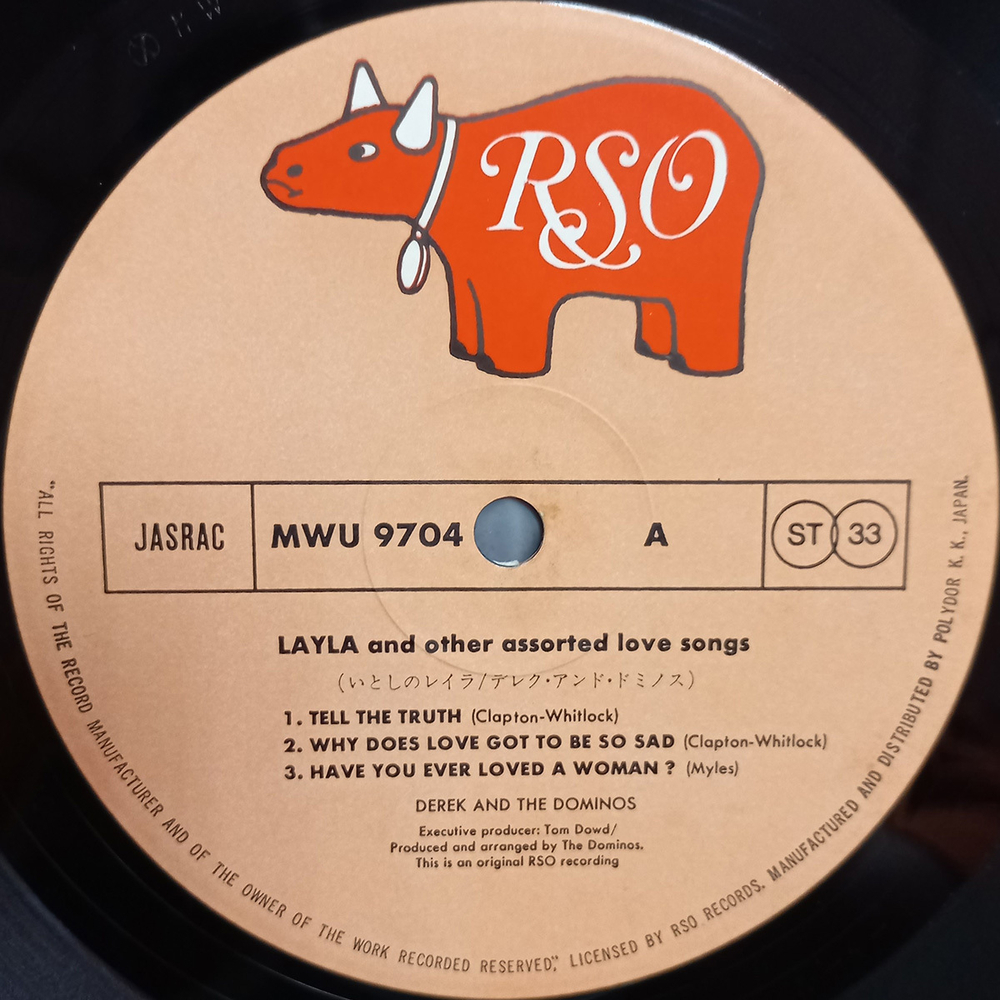 RSO
JASRAC
MWU 9704
A
ST 33
LAYLA and other assorted love songs
(いとしのレイラ/デレク・アンド・ドミノス)
1. TELL THE TRUTH (Clapton-Whitlock)
2. WHY DOES LOVE GOT TO BE SO SAD (Clapton-Whitlock)
3. HAVE YOU EVER LOVED A WOMAN ? (Myles)
DEREK AND THE DOMINOS
Executive producer: Tom Dowd/
Produced and arranged by The Dominos.
This is an original RSO recording
"ALL RIGHTS OF THE RECORD MANUFACTURER AND OF THE OWNER OF THE WORK RECORDED RESERVED," LICENSED BY RSO RECORDS. MANUFACTURED AND DISTRIBUTED BY POLYDOR K. K., JAPAN.